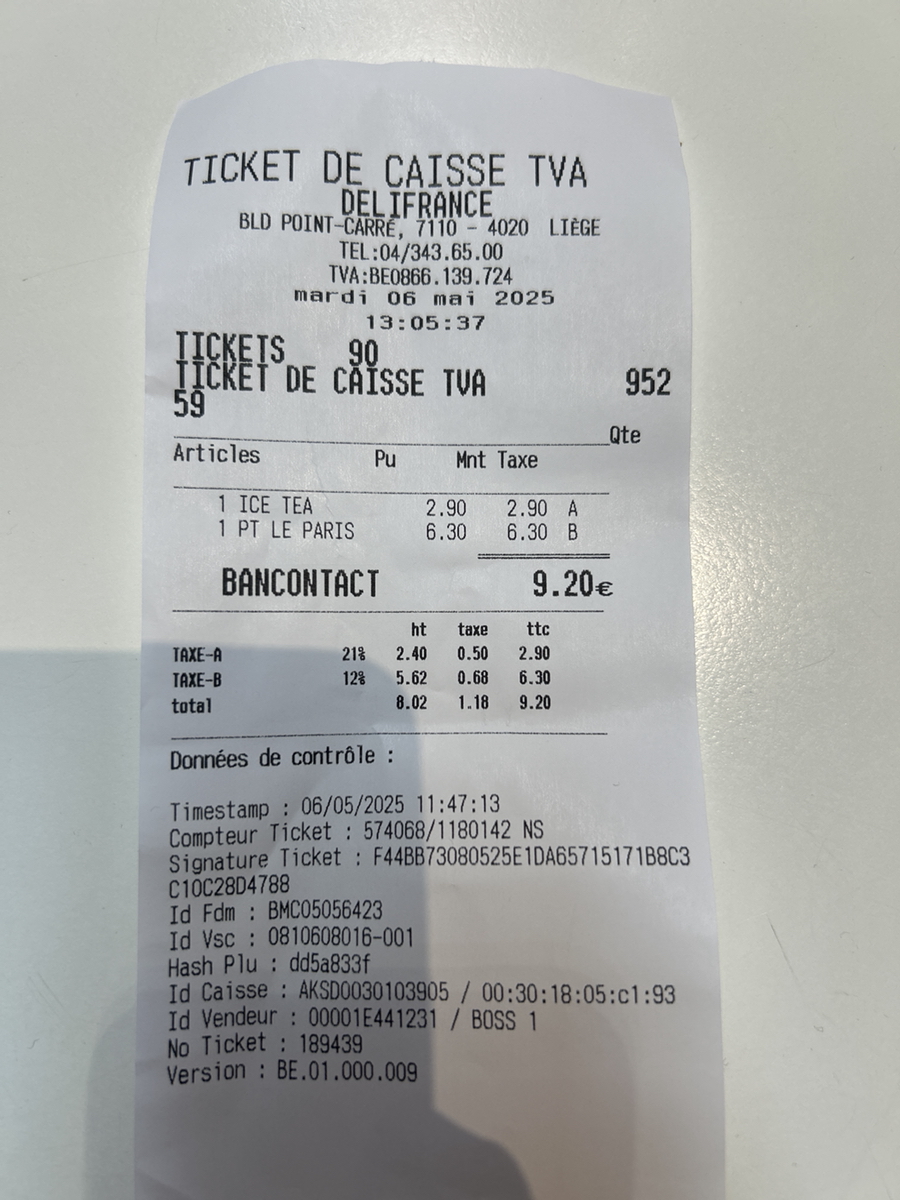 TICKET DE CAISSE TVA
DELIFRANCE
BLD POINT-CARRÉ, 7110 - 4020 LIÈGE
TEL:04/343.65.00
TVA:BE0866.139.724
mardi 06 mai 2025
13:05:37
TICKETS 90
TICKET DE CAISSE TVA 952
59
Qte
Articles Pu Mnt Taxe
1 ICE TEA 2.90 2.90 A
1 PT LE PARIS 6.30 6.30 B
BANCONTACT 9.20€
ht taxe ttc
TAXE-A 21% 2.40 0.50 2.90
TAXE-B 12% 5.62 0.68 6.30
total 8.02 1.18 9.20
Données de contrôle :
Timestamp : 06/05/2025 11:47:13
Compteur Ticket : 574068/1180142 NS
Signature Ticket : F44BB73080525E1DA65715171B8C3
C10C28D4788
Id Fdm : BMC05056423
Id Vsc : 0810608016-001
Hash Plu : dd5a833f
Id Caisse : AKSD0030103905 / 00:30:18:05:c1:93
Id Vendeur : 00001E441231 / BOSS 1
No Ticket : 189439
Version : BE.01.000.009